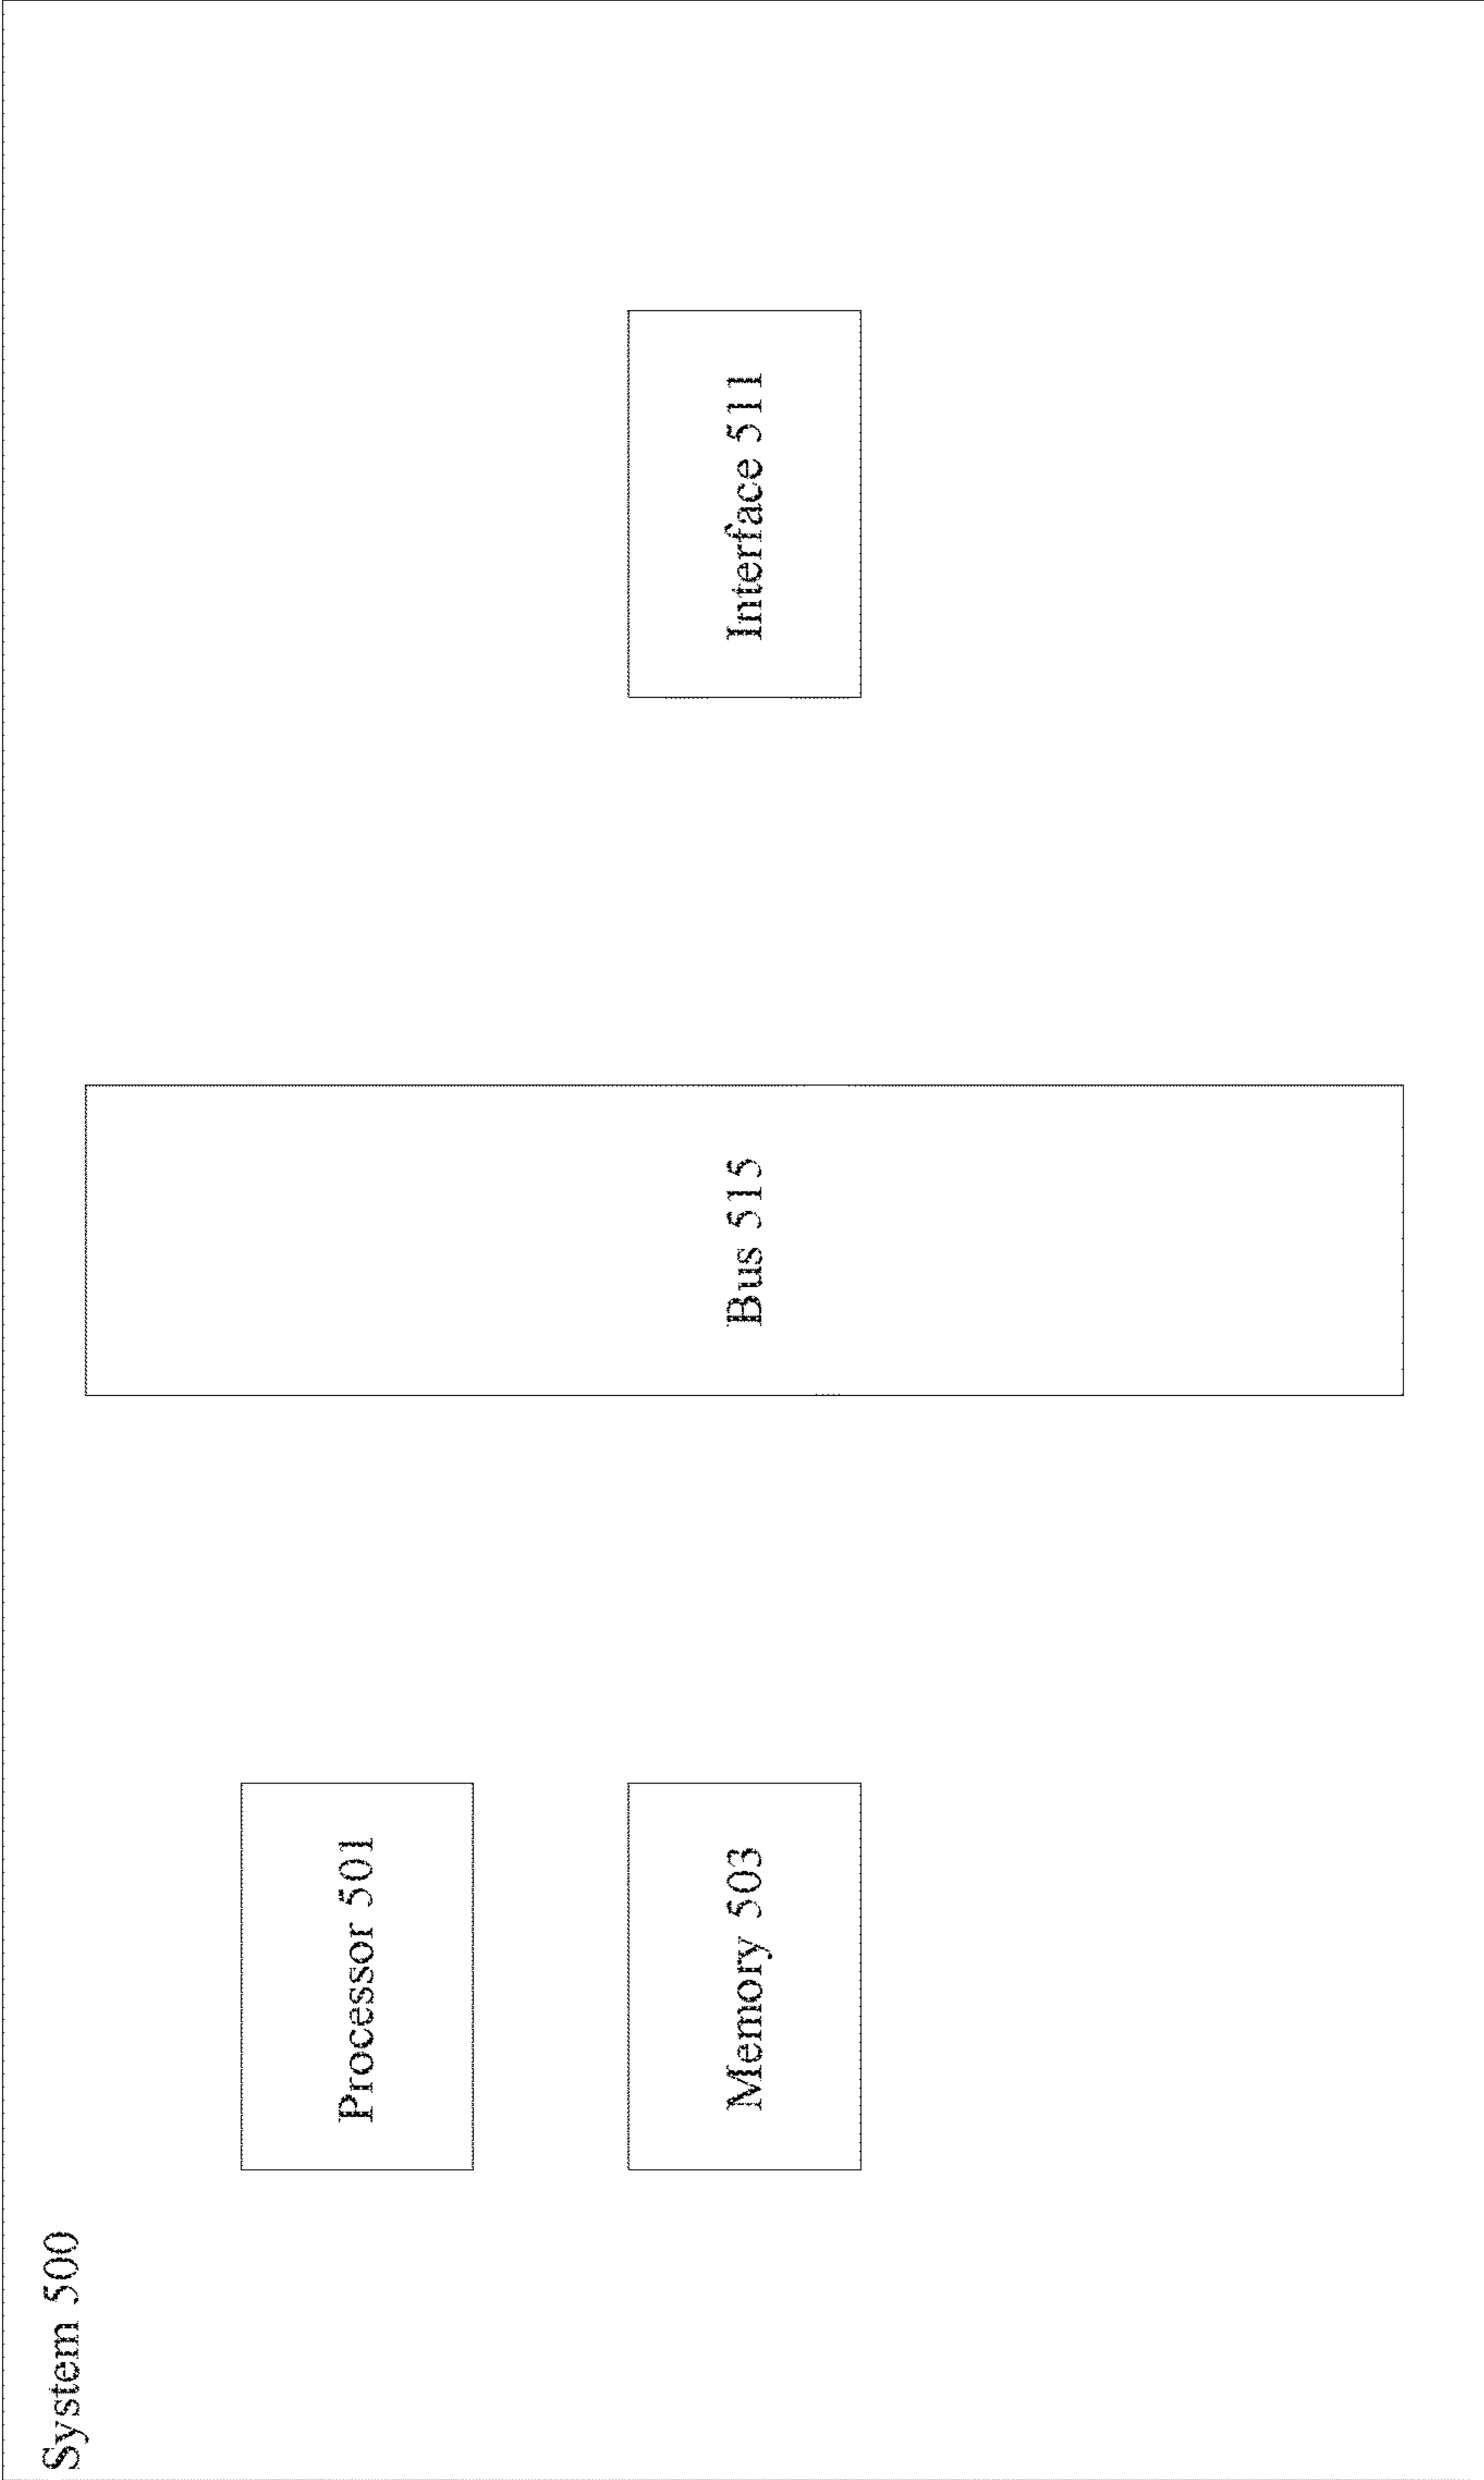 System 500
Processor 501
Memory 503
Bus 515
Interface 511